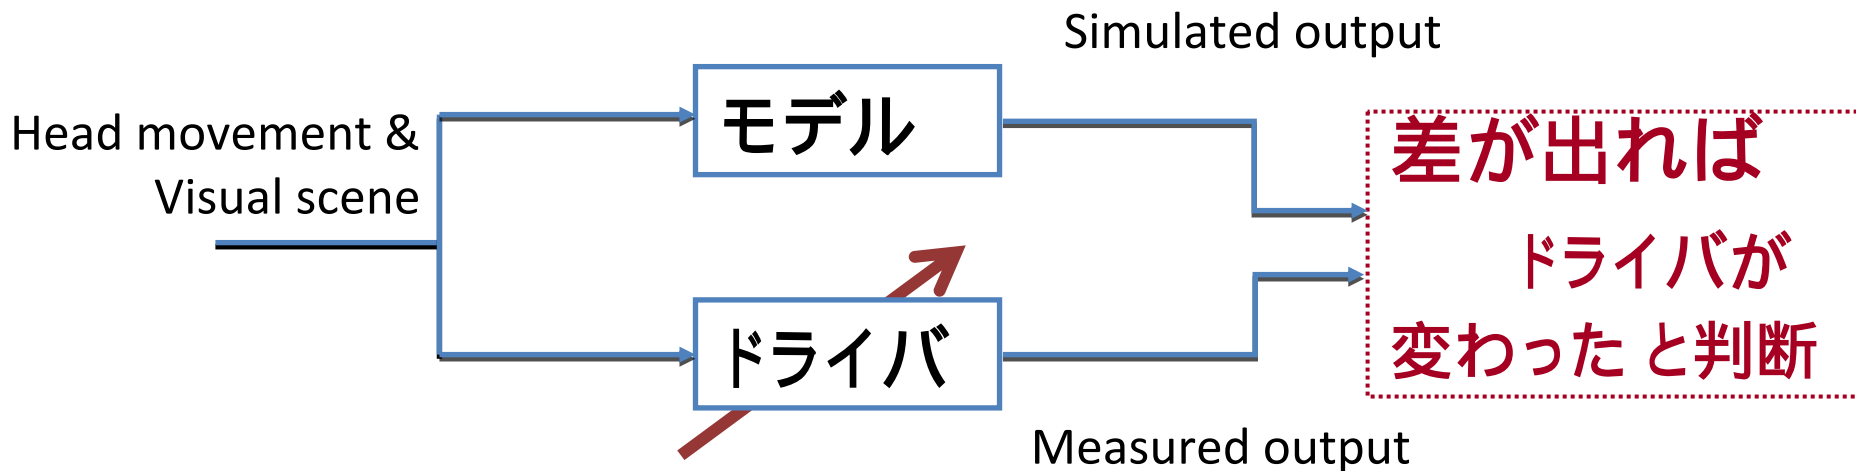 Simulated output
Head movement &
Visual scene
モデル
ドライバ
Measured output
差が出れば
ドライバが
変わったと判断